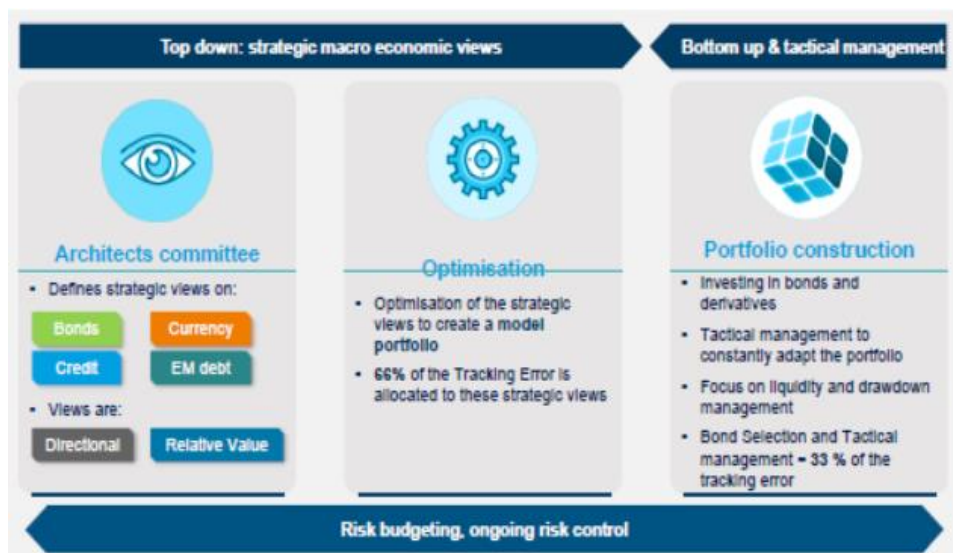 Top down: strategic macro economic views
Bottom up & tactical management
Architects committee
• Defines strategic views on:
Bonds
Currency
Credit
EM debt
• Views are:
Directional
Relative Value
Optimisation
• Optimisation of the strategic
views to create a model
portfolio
• 66% of the Tracking Error is
allocated to these strategic views
Portfolio construction
• Investing in bonds and
derivatives
• Tactical management to
constantly adapt the portfolio
• Focus on liquidity and drawdown
management
• Bond Selection and Tactical
management = 33 % of the
tracking error
Risk budgeting, ongoing risk control